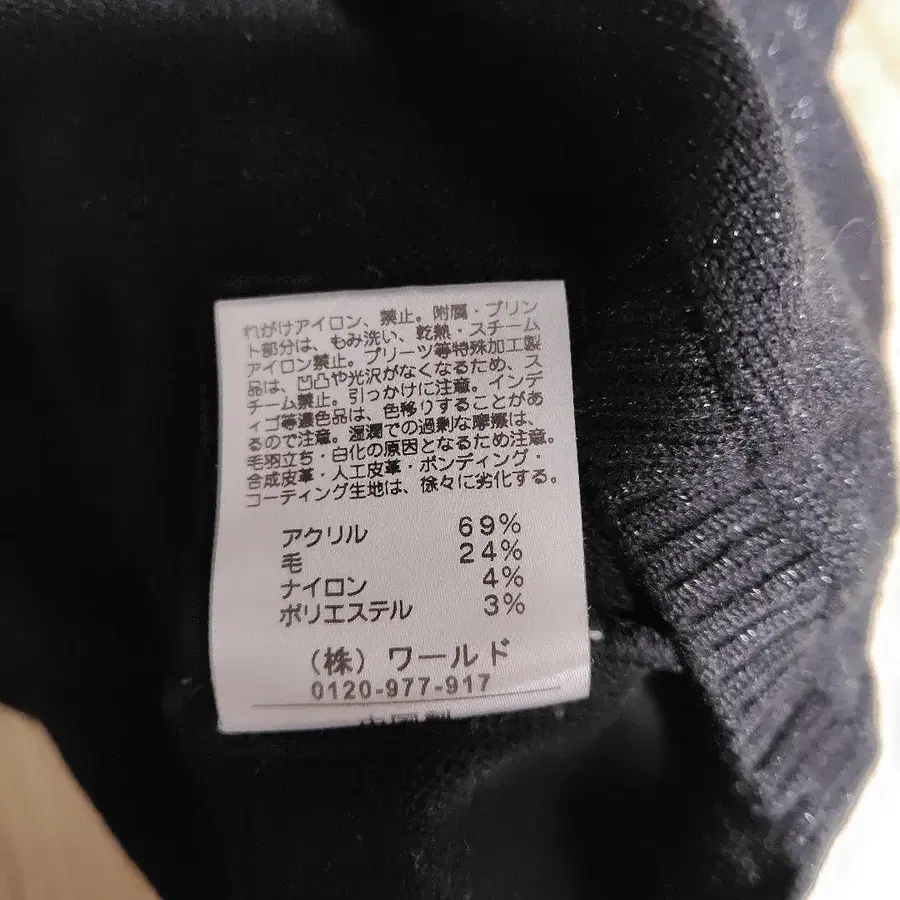 れがけアイロン、禁止。附属・プリン
ト部分は、もみ洗い、乾熱・スチーム
アイロン禁止。プリーツ等特殊加工製
品は、凹凸や光沢がなくなるため、ス
チーム禁止。引っかけに注意。インデ
ィゴ等濃色品は、色移りすることがあ
るので注意。湿潤での過剰な摩擦は、
毛羽立ち・白化の原因となるため注意。
合成皮革・人工皮革・ボンディング・
コーティング生地は、徐々に劣化する。
アクリル 69%
毛 24%
ナイロン 4%
ポリエステル 3%
(株)ワールド
0120-977-917